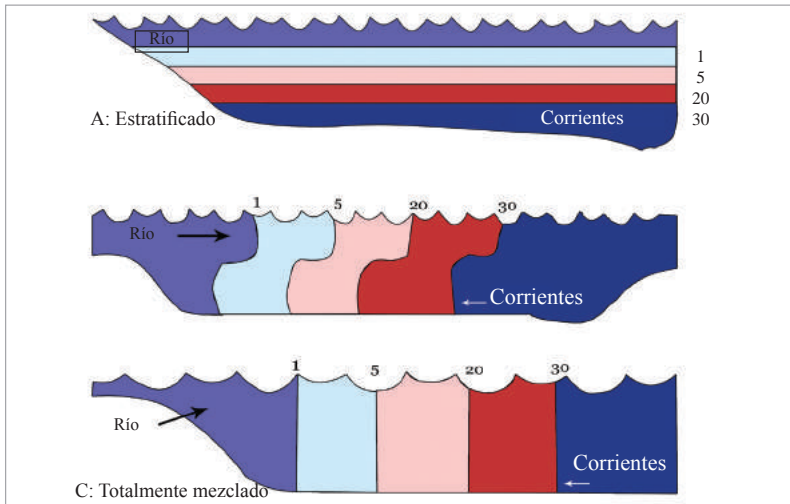 Río
1
5
20
A: Estratificado
Corrientes
30
1 5 20 30
Río
Corrientes
1 5 20 30
Río
Corrientes
C: Totalmente mezclado